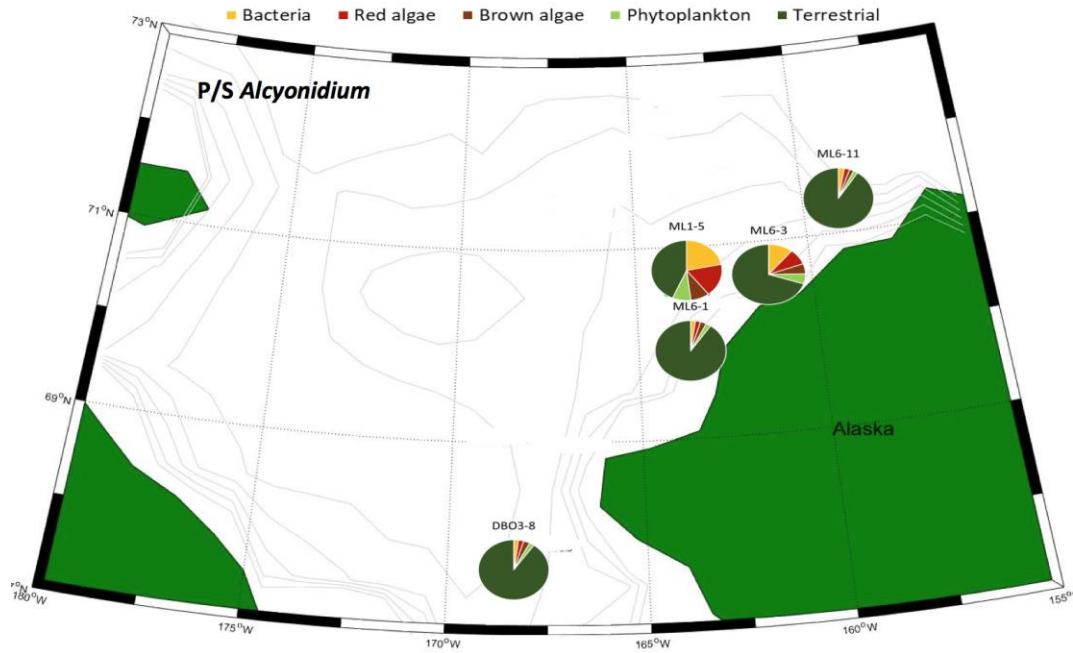 Bacteria Red algae Brown algae Phytoplankton Terrestrial
73°N
P/S Alcyonidium
ML6-11
71°N
ML1-5 ML6-3
ML6-1
69°N
Alaska
DBO3-8
180°W
175°W
170°W
165°W
160°W
155°W